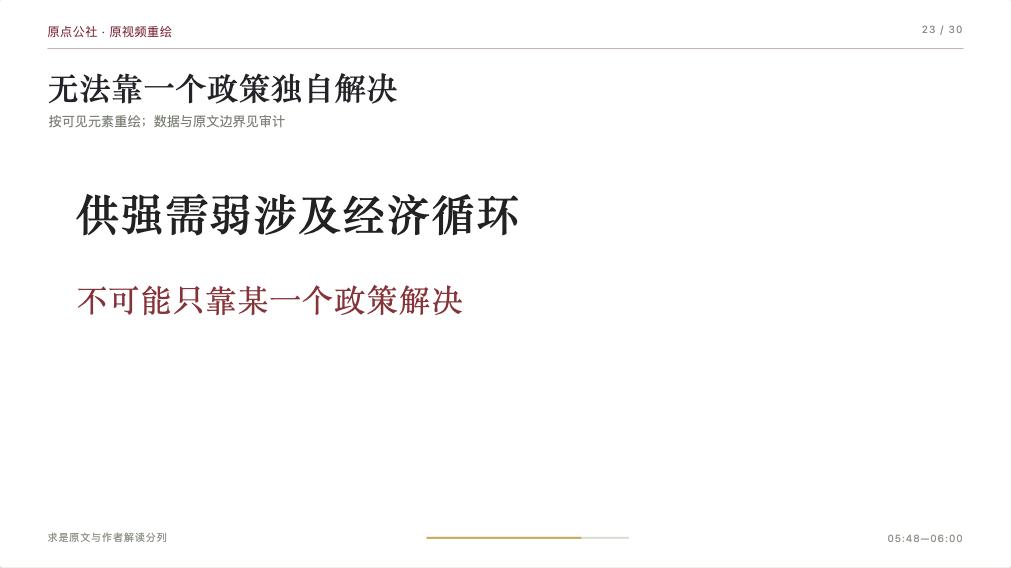 原点公社 · 原视频重绘
23 / 30
无法靠一个政策独自解决
按可见元素重绘；数据与原文边界见审计
供强需弱涉及经济循环
不可能只靠某一个政策解决
求是原文与作者解读分列
05:48—06:00